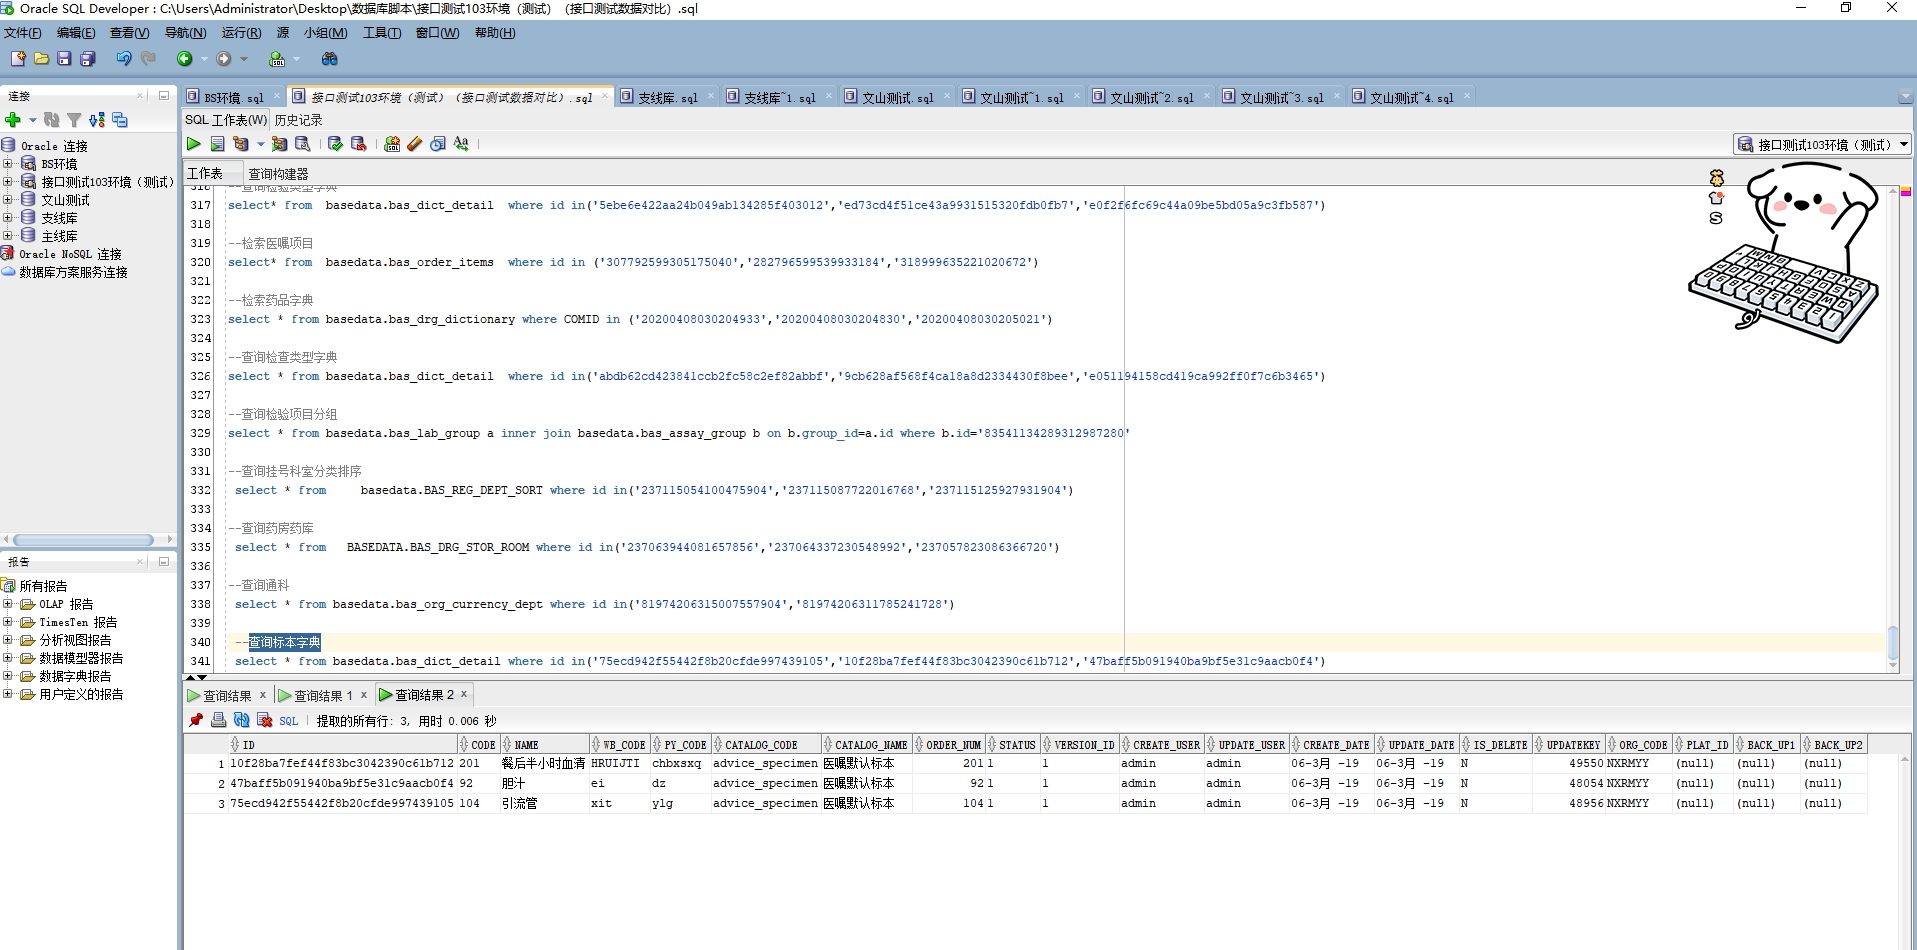 Oracle SQL Developer : C:\Users\Administrator\Desktop\数据库脚本\接口测试103环境（测试）（接口测试数据对比）.sql
文件(F) 编辑(E) 查看(V) 导航(N) 运行(R) 源 小组(M) 工具(T) 窗口(W) 帮助(H)
连接
BS环境.sql 接口测试103环境（测试）（接口测试数据对比）.sql 支线库.sql 支线库~1.sql 文山测试.sql 文山测试~1.sql 文山测试~2.sql 文山测试~3.sql 文山测试~4.sql
SQL 工作表(W) 历史记录
接口测试103环境（测试）
工作表 查询构建器
Oracle 连接
BS环境
接口测试103环境（测试）
文山测试
支线库
主线库
Oracle NoSQL 连接
数据库方案服务连接
报告
所有报告
OLAP 报告
TimesTen 报告
分析视图报告
数据模型器报告
数据字典报告
用户定义的报告
318 --查询检验类型字典
317 select* from basedata.bas_dict_detail where id in('5ebe6e422aa24b049ab134285f403012','ed73cd4f51ce43a9931515320fdb0fb7','e0f2f6fc69c44a09be5bd05a9c3fb587')
318
319 --检索医嘱项目
320 select* from basedata.bas_order_items where id in ('307792599305175040','282796599539933184','318999635221020672')
321
322 --检索药品字典
323 select * from basedata.bas_drg_dictionary where COMID in ('20200408030204933','20200408030204830','20200408030205021')
324
325 --查询检查类型字典
326 select * from basedata.bas_dict_detail where id in('abdb62cd423841ccb2fc58c2ef82abbf','9cb628af568f4ca18a8d2334430f8bee','e051194158cd419ca992ff0f7c6b3465')
327
328 --查询检验项目分组
329 select * from basedata.bas_lab_group a inner join basedata.bas_assay_group b on b.group_id=a.id where b.id='83541134289312987280'
330
331 --查询挂号科室分类排序
332 select * from basedata.BAS_REG_DEPT_SORT where id in('237115054100475904','237115087722016768','237115125927931904')
333
334 --查询药房药库
335 select * from BASEDATA.BAS_DRG_STOR_ROOM where id in('237063944081657856','237064337230548992','237057823086366720')
336
337 --查询通科
338 select * from basedata.bas_org_currency_dept where id in('81974206315007557904','81974206311785241728')
339
340 --查询标本字典
341 select * from basedata.bas_dict_detail where id in('75ecd942f55442f8b20cfde997439105','10f28ba7fef44f83bc3042390c61b712','47baff5b091940ba9bf5e31c9aacb0f4')
查询结果 查询结果 1 查询结果 2
SQL 提取的所有行: 3, 用时 0.006 秒
ID CODE NAME WB_CODE PY_CODE CATALOG_CODE CATALOG_NAME ORDER_NUM STATUS VERSION_ID CREATE_USER UPDATE_USER CREATE_DATE UPDATE_DATE IS_DELETE UPDATEKEY ORG_CODE PLAT_ID BACK_UP1 BACK_UP2
1 10f28ba7fef44f83bc3042390c61b712 201 餐后半小时血清 HRUIJTI chbxsxq advice_specimen 医嘱默认标本 201 1 1 admin admin 06-3月 -19 06-3月 -19 N 49550 NXRMYY (null) (null) (null)
2 47baff5b091940ba9bf5e31c9aacb0f4 92 胆汁 ei dz advice_specimen 医嘱默认标本 92 1 1 admin admin 06-3月 -19 06-3月 -19 N 48054 NXRMYY (null) (null) (null)
3 75ecd942f55442f8b20cfde997439105 104 引流管 xit ylg advice_specimen 医嘱默认标本 104 1 1 admin admin 06-3月 -19 06-3月 -19 N 48956 NXRMYY (null) (null) (null)